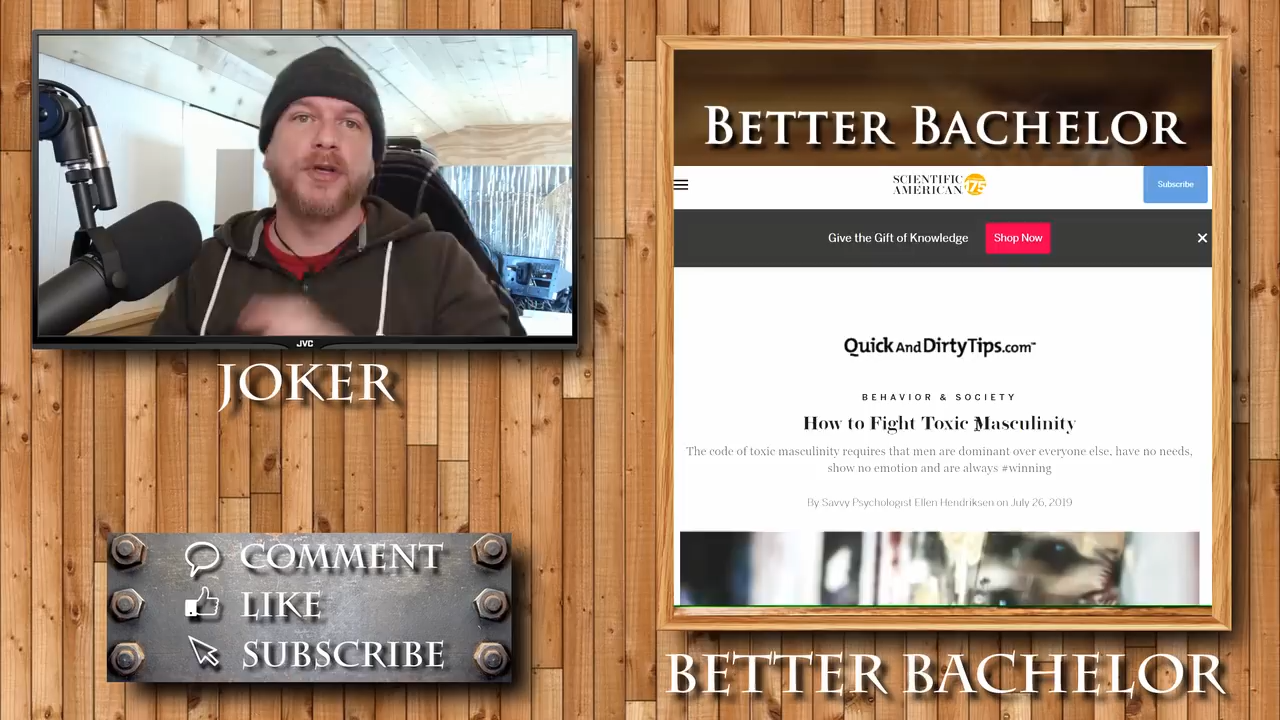 JVC
JOKER
COMMENT
LIKE
SUBSCRIBE
BETTER BACHELOR
SCIENTIFIC
AMERICAN 175
Subscribe
Give the Gift of Knowledge Shop Now
QuickAndDirtyTips.com™
BEHAVIOR & SOCIETY
How to Fight Toxic Masculinity
The code of toxic masculinity requires that men are dominant over everyone else, have no needs,
show no emotion and are always #winning
By Savvy Psychologist Ellen Hendriksen on July 26, 2019
BETTER BACHELOR